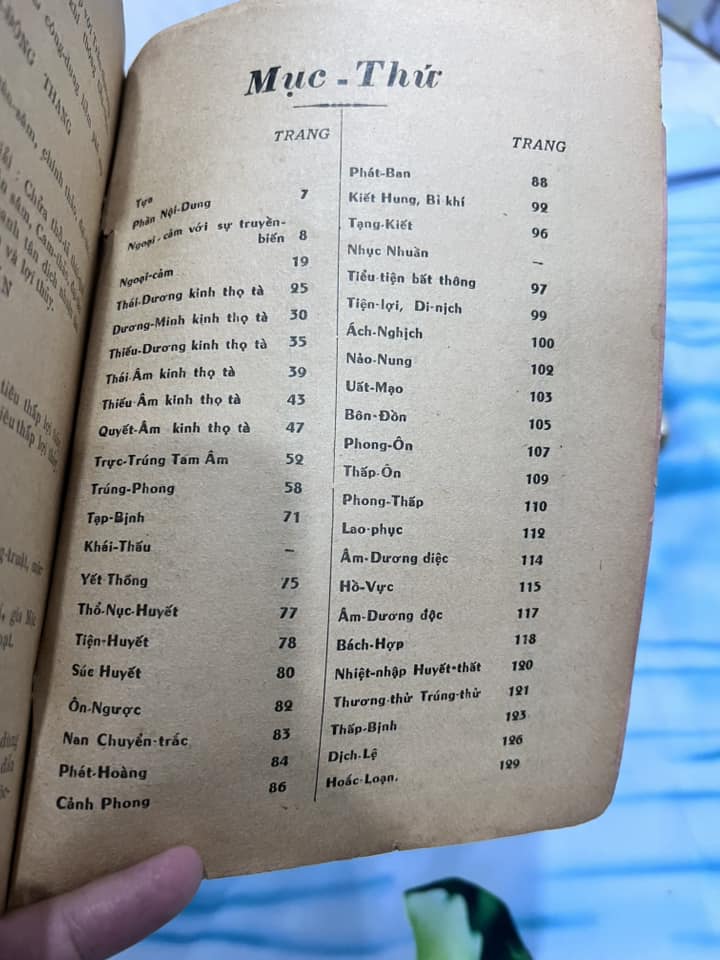 ĐÔNG THANG
Mục - Thứ
TRANG
Tựa
Phần Nội-Dung 7
Ngoại-cảm với sự truyền-
biến 8
Ngoại-cảm 19
Thái-Dương kinh thọ tà 25
Dương-Minh kinh thọ tà 30
Thiếu-Dương kinh thọ tà 35
Thái-Âm kinh thọ tà 39
Thiếu-Âm kinh thọ tà 43
Quyết-Âm kinh thọ tà 47
Trực-Trúng Tam Âm 52
Trúng-Phong 58
Tạp-Bịnh 71
Khái-Thấu –
Yết Thống 75
Thổ-Nục-Huyết 77
Tiện-Huyết 78
Súc Huyết 80
Ôn-Ngược 82
Nan Chuyển-trắc 83
Phát-Hoàng 84
Cảnh Phong 86
TRANG
Phát-Ban 88
Kiết Hung, Bỉ khí 92
Tạng-Kiết 96
Nhục Nhuần –
Tiểu-tiện bất thông 97
Tiện-lợi, Di-nịch 99
Ách-Nghịch 100
Nảo-Nung 102
Uất-Mạo 103
Bôn-Đồn 105
Phong-Ôn 107
Thấp-Ôn 109
Phong-Thấp 110
Lao-phục 112
Âm-Dương diệc 114
Hồ-Vực 115
Âm-Dương độc 117
Bách-Hợp 118
Nhiệt-nhập Huyết-thất 120
Thương-thử Trúng-thử 121
Thấp-Bịnh 123
Dịch-Lệ 126
Hoắc-Loạn. 129